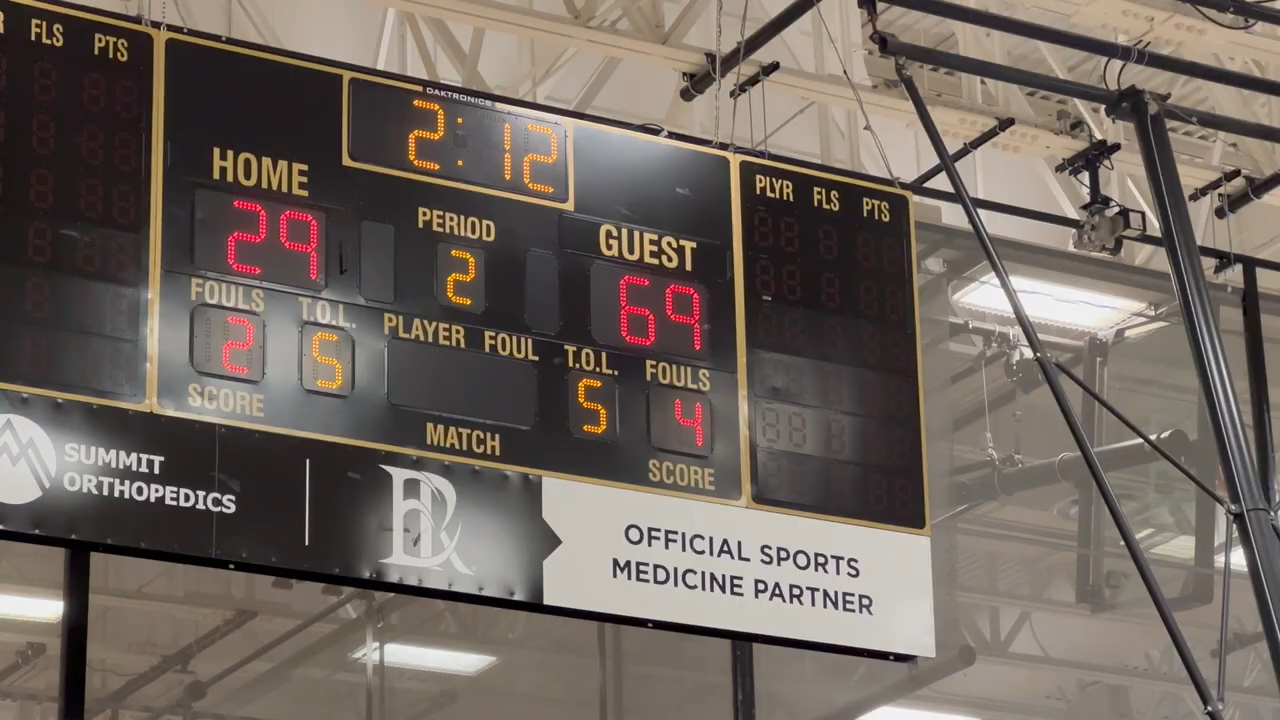 FLS PTS
DAKTRONICS
2:12
HOME
29
PERIOD
2
GUEST
69
PLYR FLS PTS
FOULS T.O.L.
2 5
PLAYER FOUL
T.O.L. FOULS
5 4
SCORE
MATCH
SCORE
SUMMIT
ORTHOPEDICS
OFFICIAL SPORTS
MEDICINE PARTNER